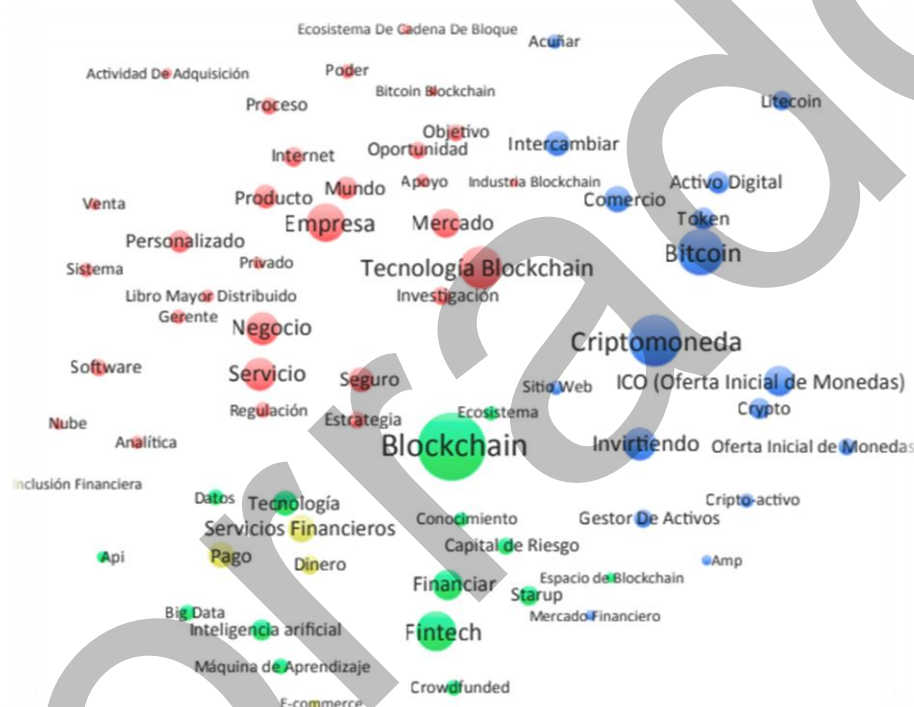 Ecosistema De Cadena De Bloque
Acuñar
Actividad De Adquisición
Poder
Bitcoin Blockchain
Litecoin
Proceso
Objetivo
Oportunidad
Intercambiar
Internet
Producto
Mundo
Apoyo
Industria Blockchain
Activo Digital
Comercio
Venta
Empresa
Mercado
Token
Personalizado
Bitcoin
Sistema
Privado
Tecnología Blockchain
Libro Mayor Distribuido
Investigación
Gerente
Negocio
Criptomoneda
Software
Servicio
Seguro
Sitio Web
ICO (Oferta Inicial de Monedas)
Regulación
Ecosistema
Crypto
Nube
Estrategia
Analítica
Blockchain
Invirtiendo
Oferta Inicial de Monedas
Inclusión Financiera
Datos
Tecnología
Cripto-activo
Servicios Financieros
Conocimiento
Gestor De Activos
Api
Pago
Dinero
Capital de Riesgo
Amp
Financiar
Espacio de Blockchain
Starup
Big Data
Mercado Financiero
Inteligencia arificial
Fintech
Máquina de Aprendizaje
Crowdfunded
E-commerce